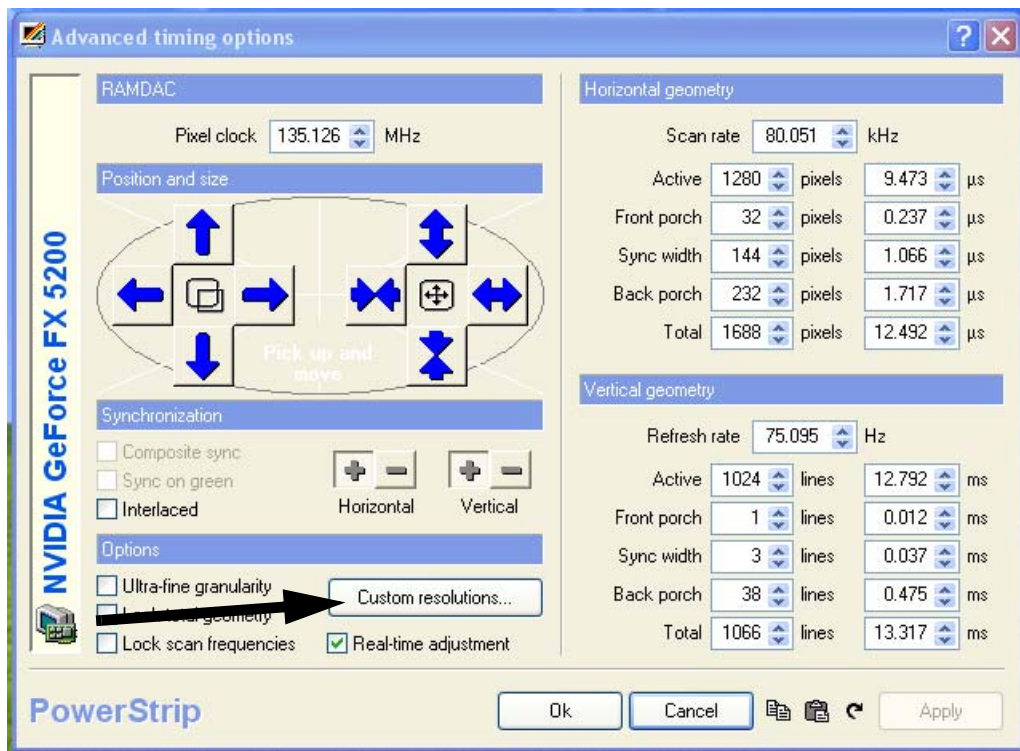 Advanced timing options
NVIDIA GeForce FX 5200
RAMDAC
Pixel clock 135.126 MHz
Position and size
Pick up and
move
Synchronization
Composite sync
Sync on green
Interlaced
+ −
Horizontal
+ −
Vertical
Options
Ultra-fine granularity
geometry
Lock scan frequencies
Custom resolutions...
Real-time adjustment
Horizontal geometry
Scan rate 80.051 kHz
Active 1280 pixels 9.473 µs
Front porch 32 pixels 0.237 µs
Sync width 144 pixels 1.066 µs
Back porch 232 pixels 1.717 µs
Total 1688 pixels 12.492 µs
Vertical geometry
Refresh rate 75.095 Hz
Active 1024 lines 12.792 ms
Front porch 1 lines 0.012 ms
Sync width 3 lines 0.037 ms
Back porch 38 lines 0.475 ms
Total 1066 lines 13.317 ms
PowerStrip
Ok
Cancel
Apply